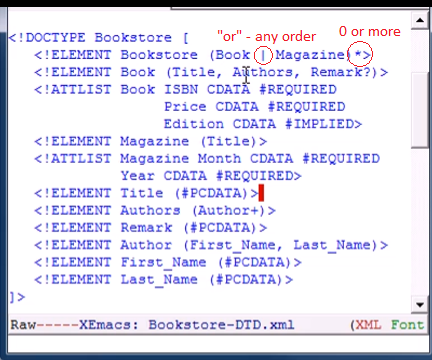 "or" - any order 0 or more
<!DOCTYPE Bookstore [
<!ELEMENT Bookstore (Book | Magazine)*>
<!ELEMENT Book (Title, Authors, Remark?)>
<!ATTLIST Book ISBN CDATA #REQUIRED
Price CDATA #REQUIRED
Edition CDATA #IMPLIED>
<!ELEMENT Magazine (Title)>
<!ATTLIST Magazine Month CDATA #REQUIRED
Year CDATA #REQUIRED>
<!ELEMENT Title (#PCDATA)>
<!ELEMENT Authors (Author+)>
<!ELEMENT Remark (#PCDATA)>
<!ELEMENT Author (First_Name, Last_Name)>
<!ELEMENT First_Name (#PCDATA)>
<!ELEMENT Last_Name (#PCDATA)>
]>
Raw-----XEmacs: Bookstore-DTD.xml (XML Font